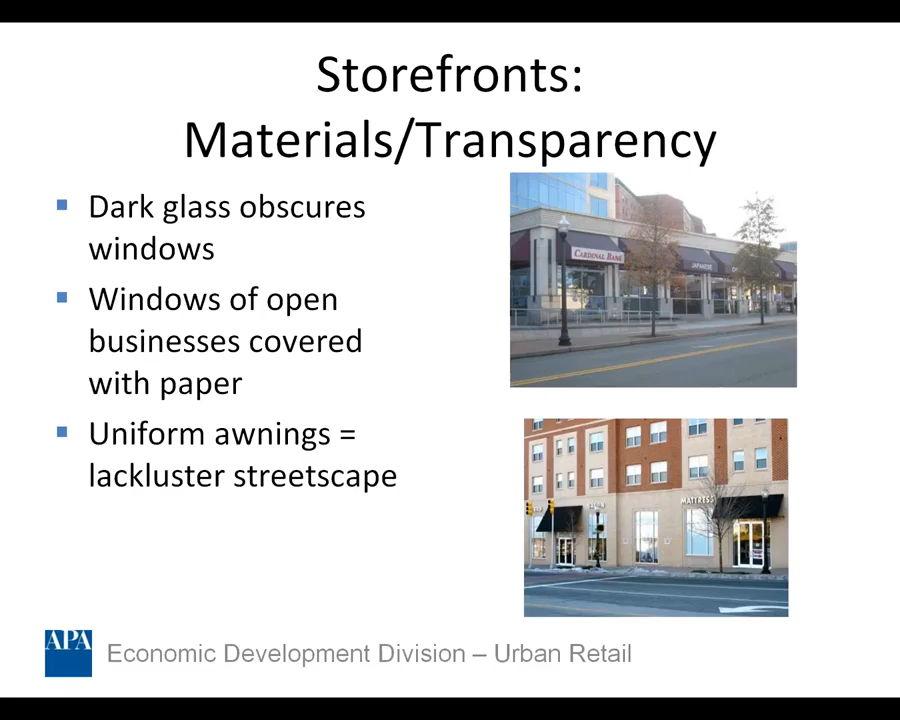 Storefronts:
Materials/Transparency
Dark glass obscures
windows
Windows of open
businesses covered
with paper
Uniform awnings =
lackluster streetscape
CARDINAL BANK
JAPANESE
MATTRESS
APA
Economic Development Division – Urban Retail